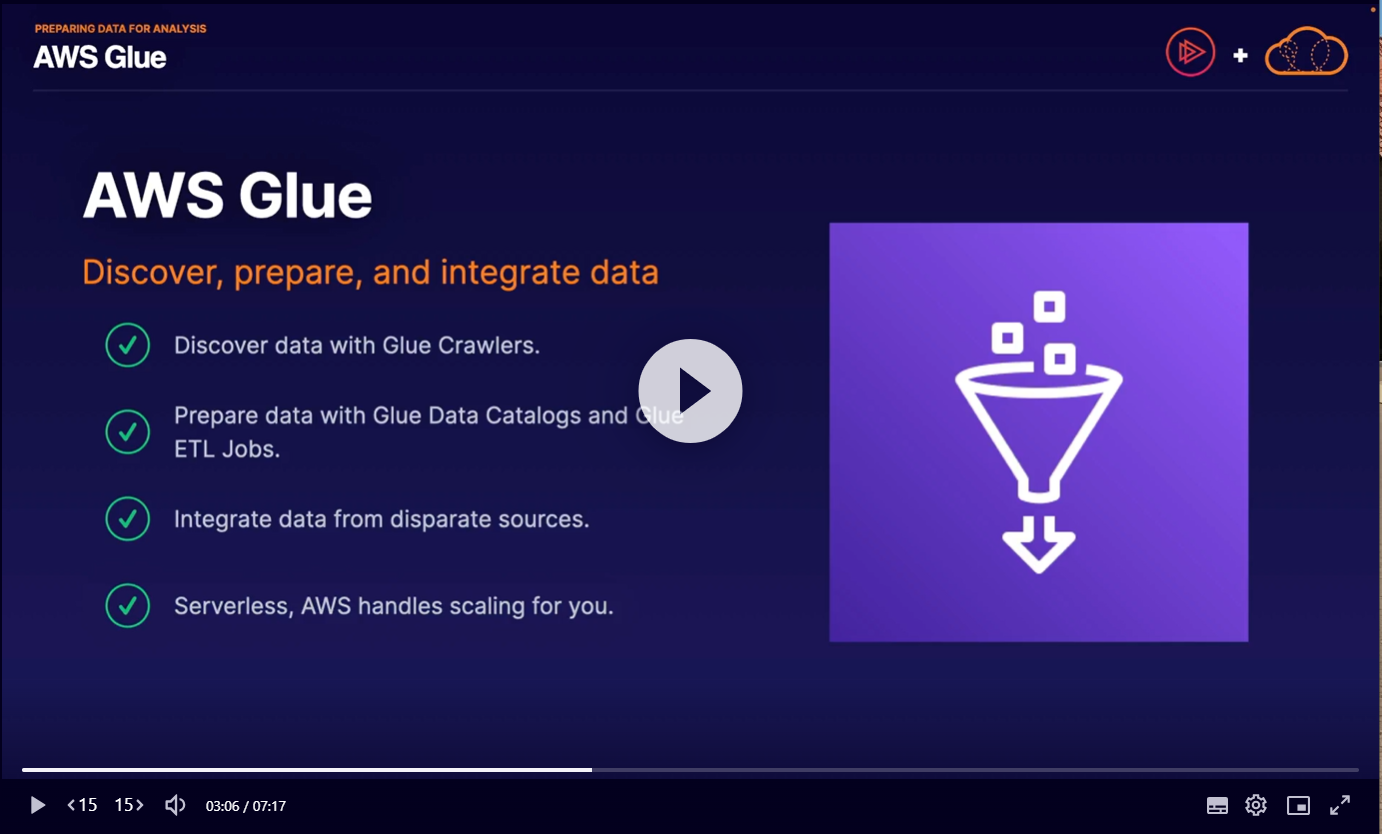 PREPARING DATA FOR ANALYSIS
AWS Glue
AWS Glue
Discover, prepare, and integrate data
Discover data with Glue Crawlers.
Prepare data with Glue Data Catalogs and Glue
ETL Jobs.
Integrate data from disparate sources.
Serverless, AWS handles scaling for you.
15 15 03:06 / 07:17